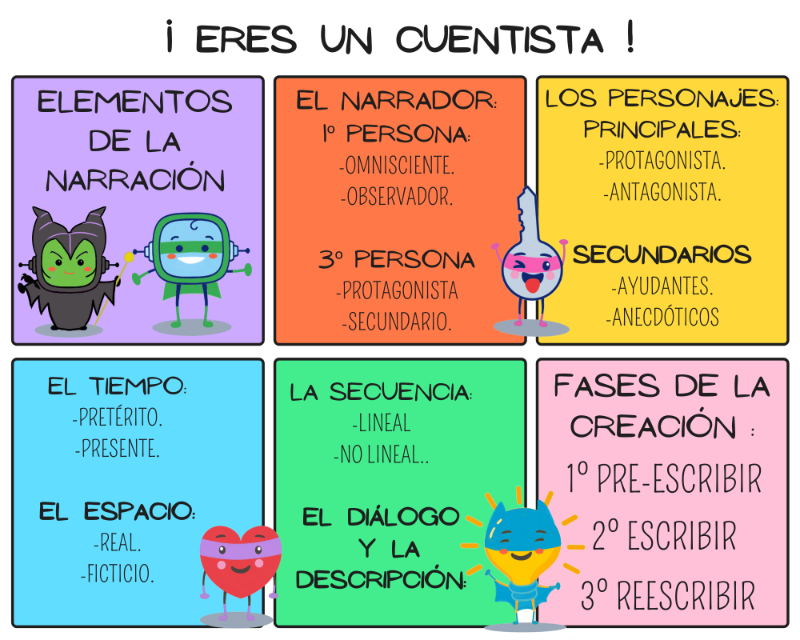 ¡ ERES UN CUENTISTA !
ELEMENTOS
DE LA
NARRACIÓN
EL NARRADOR:
1º PERSONA:
-OMNISCIENTE.
-OBSERVADOR.
3º PERSONA
-PROTAGONISTA
-SECUNDARIO.
LOS PERSONAJES:
PRINCIPALES:
-PROTAGONISTA.
-ANTAGONISTA.
SECUNDARIOS
-AYUDANTES.
-ANECDÓTICOS
EL TIEMPO:
-PRETÉRITO.
-PRESENTE.
EL ESPACIO:
-REAL.
-FICTICIO.
LA SECUENCIA:
-LINEAL
-NO LINEAL..
EL DIÁLOGO
Y LA
DESCRIPCIÓN:
FASES DE LA
CREACIÓN :
1º PRE-ESCRIBIR
2º ESCRIBIR
3º REESCRIBIR